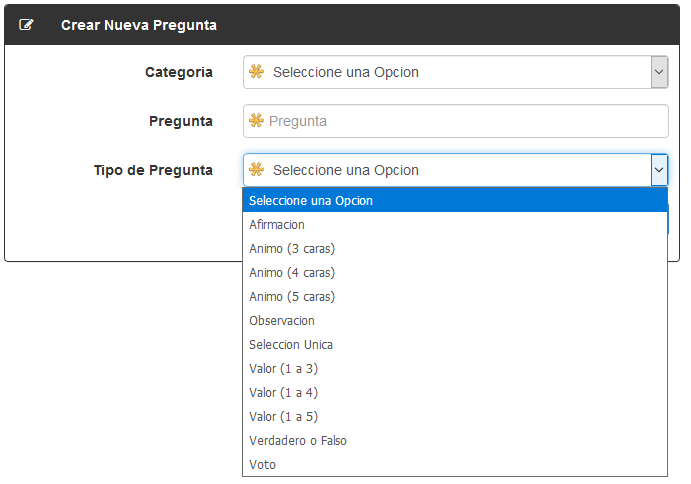 Crear Nueva Pregunta
Categoria Seleccione una Opcion
Pregunta Pregunta
Tipo de Pregunta Seleccione una Opcion
Seleccione una Opcion
Afirmacion
Animo (3 caras)
Animo (4 caras)
Animo (5 caras)
Observacion
Seleccion Unica
Valor (1 a 3)
Valor (1 a 4)
Valor (1 a 5)
Verdadero o Falso
Voto